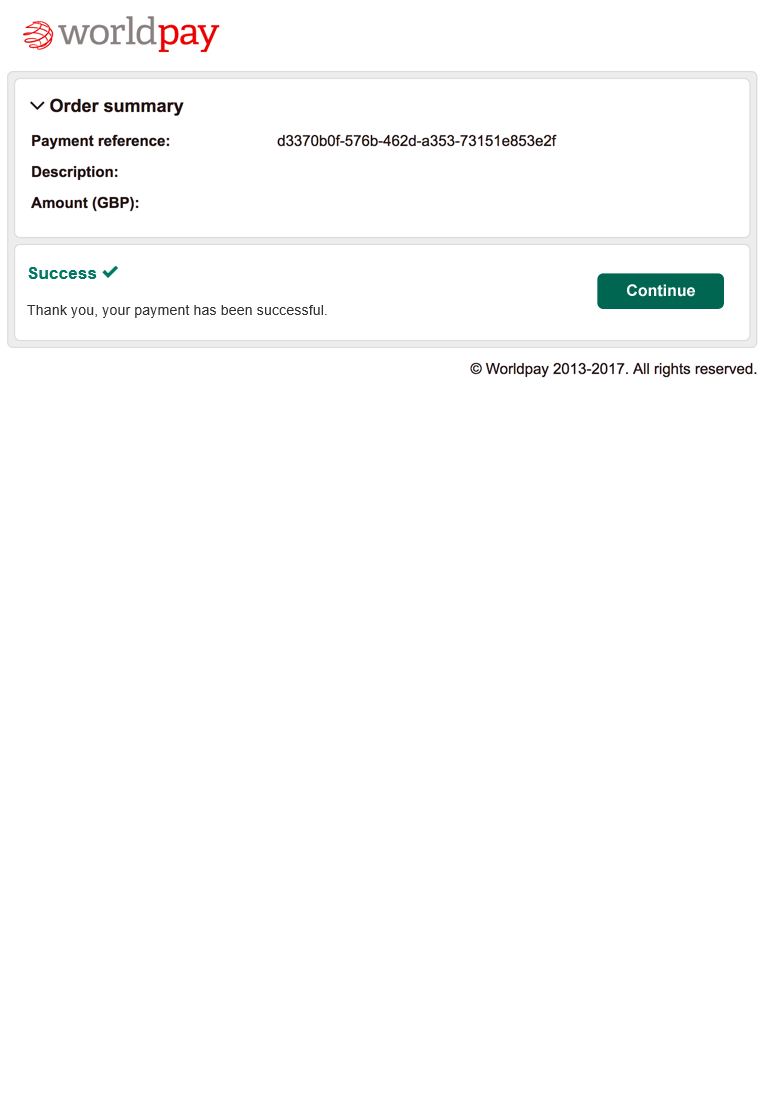 worldpay
Order summary
Payment reference: d3370b0f-576b-462d-a353-73151e853e2f
Description:
Amount (GBP):
Success
Continue
Thank you, your payment has been successful.
© Worldpay 2013-2017. All rights reserved.